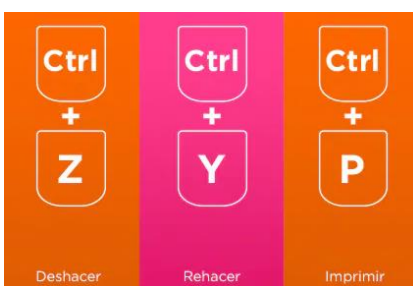 Ctrl
+
Z
Deshacer
Ctrl
+
Y
Rehacer
Ctrl
+
P
Imprimir